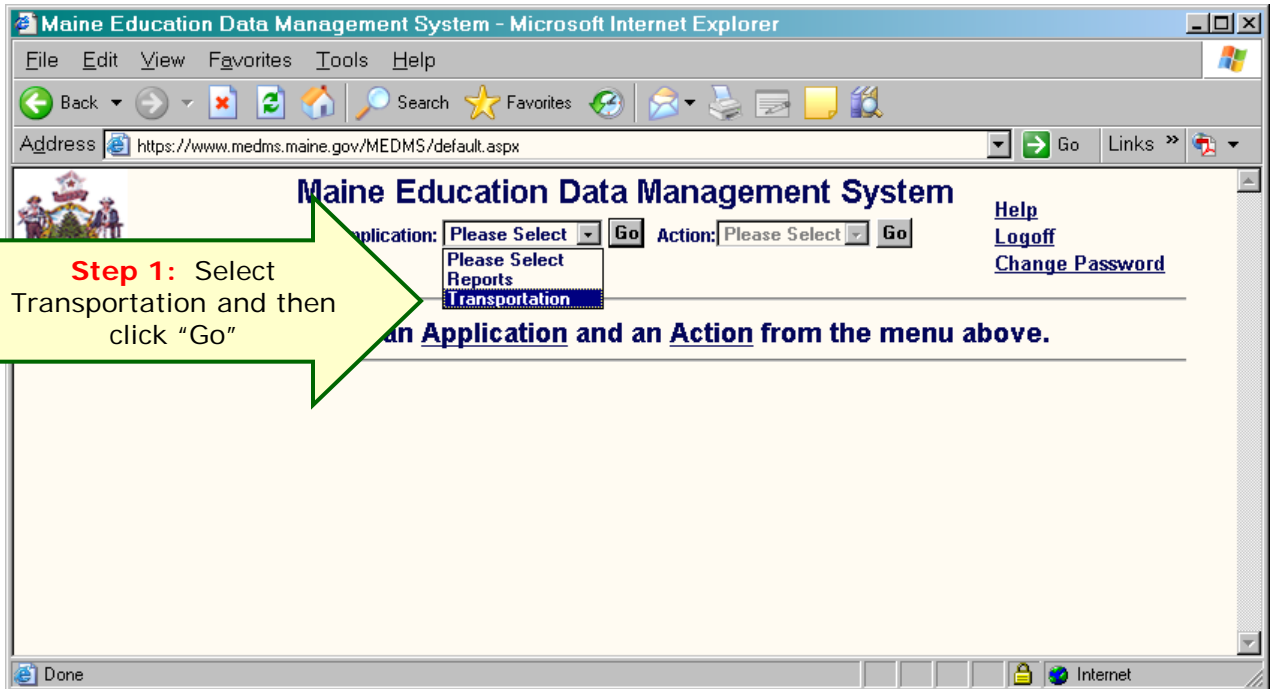 Maine Education Data Management System - Microsoft Internet Explorer
File Edit View Favorites Tools Help
Back Search Favorites
Address https://www.medms.maine.gov/MEDMS/default.aspx Go Links »
Maine Education Data Management System
Help
pplication: Please Select Go Action: Please Select Go
Logoff
Please Select
Change Password
Reports
Transportation
Step 1: Select
Transportation and then
click “Go”
an Application and an Action from the menu above.
Done Internet